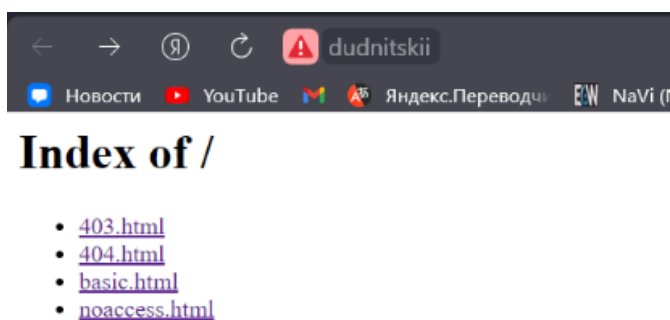 dudnitskii
Новости YouTube Яндекс.Переводч NaVi (
Index of /
403.html
404.html
basic.html
noaccess.html